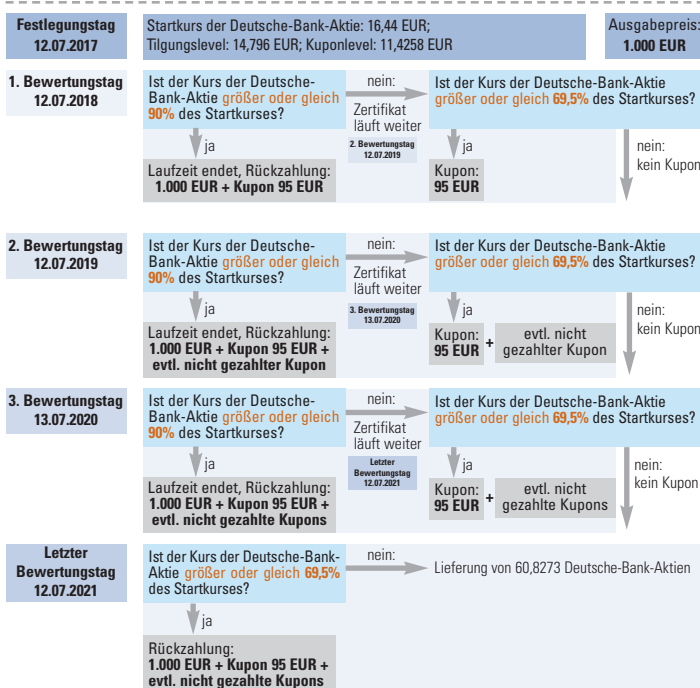 Festlegungstag
12.07.2017
Startkurs der Deutsche-Bank-Aktie: 16,44 EUR;
Tilgungslevel: 14,796 EUR; Kuponlevel: 11,4258 EUR
Ausgabepreis:
1.000 EUR
1. Bewertungstag
12.07.2018
Ist der Kurs der Deutsche-
Bank-Aktie größer oder gleich
90% des Startkurses?
nein:
Zertifikat
läuft weiter
2. Bewertungstag
12.07.2019
Ist der Kurs der Deutsche-Bank-Aktie
größer oder gleich 69,5% des Startkurses?
ja
Laufzeit endet, Rückzahlung:
1.000 EUR + Kupon 95 EUR
ja
Kupon:
95 EUR
nein:
kein Kupon
2. Bewertungstag
12.07.2019
Ist der Kurs der Deutsche-
Bank-Aktie größer oder gleich
90% des Startkurses?
nein:
Zertifikat
läuft weiter
3. Bewertungstag
13.07.2020
Ist der Kurs der Deutsche-Bank-Aktie
größer oder gleich 69,5% des Startkurses?
ja
Laufzeit endet, Rückzahlung:
1.000 EUR + Kupon 95 EUR +
evtl. nicht gezahlter Kupon
ja
Kupon:
95 EUR
+
evtl. nicht
gezahlter Kupon
nein:
kein Kupon
3. Bewertungstag
13.07.2020
Ist der Kurs der Deutsche-
Bank-Aktie größer oder gleich
90% des Startkurses?
nein:
Zertifikat
läuft weiter
Letzter
Bewertungstag
12.07.2021
Ist der Kurs der Deutsche-Bank-Aktie
größer oder gleich 69,5% des Startkurses?
ja
Laufzeit endet, Rückzahlung:
1.000 EUR + Kupon 95 EUR +
evtl. nicht gezahlte Kupons
ja
Kupon:
95 EUR
+
evtl. nicht
gezahlte Kupons
nein:
kein Kupon
Letzter
Bewertungstag
12.07.2021
Ist der Kurs der Deutsche-Bank-
Aktie größer oder gleich 69,5%
des Startkurses?
nein:
Lieferung von 60,8273 Deutsche-Bank-Aktien
ja
Rückzahlung:
1.000 EUR + Kupon 95 EUR +
evtl. nicht gezahlte Kupons